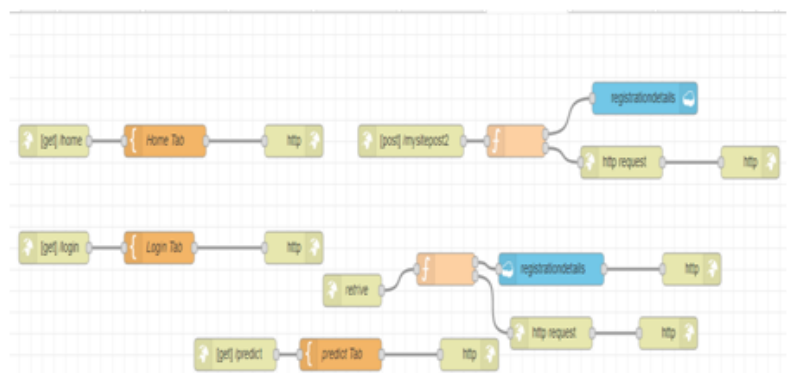 registrationdetails
[get] /home
Home Tab
http
[post] /mysitepost2
f
http request
http
[get] /login
Login Tab
http
f
registrationdetails
http
retrive
http request
http
[get] /predict
predict Tab
http